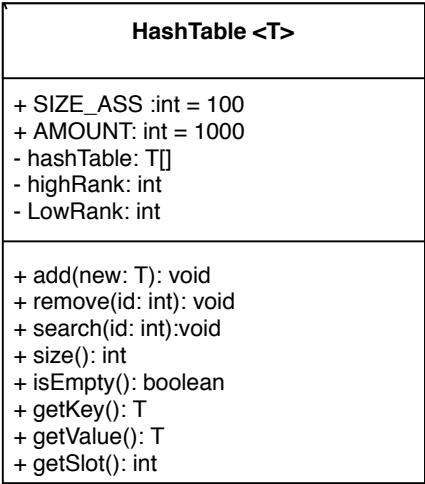 HashTable <T>
+ SIZE_ASS :int = 100
+ AMOUNT: int = 1000
- hashTable: T[]
- highRank: int
- LowRank: int
+ add(new: T): void
+ remove(id: int): void
+ search(id: int):void
+ size(): int
+ isEmpty(): boolean
+ getKey(): T
+ getValue(): T
+ getSlot(): int